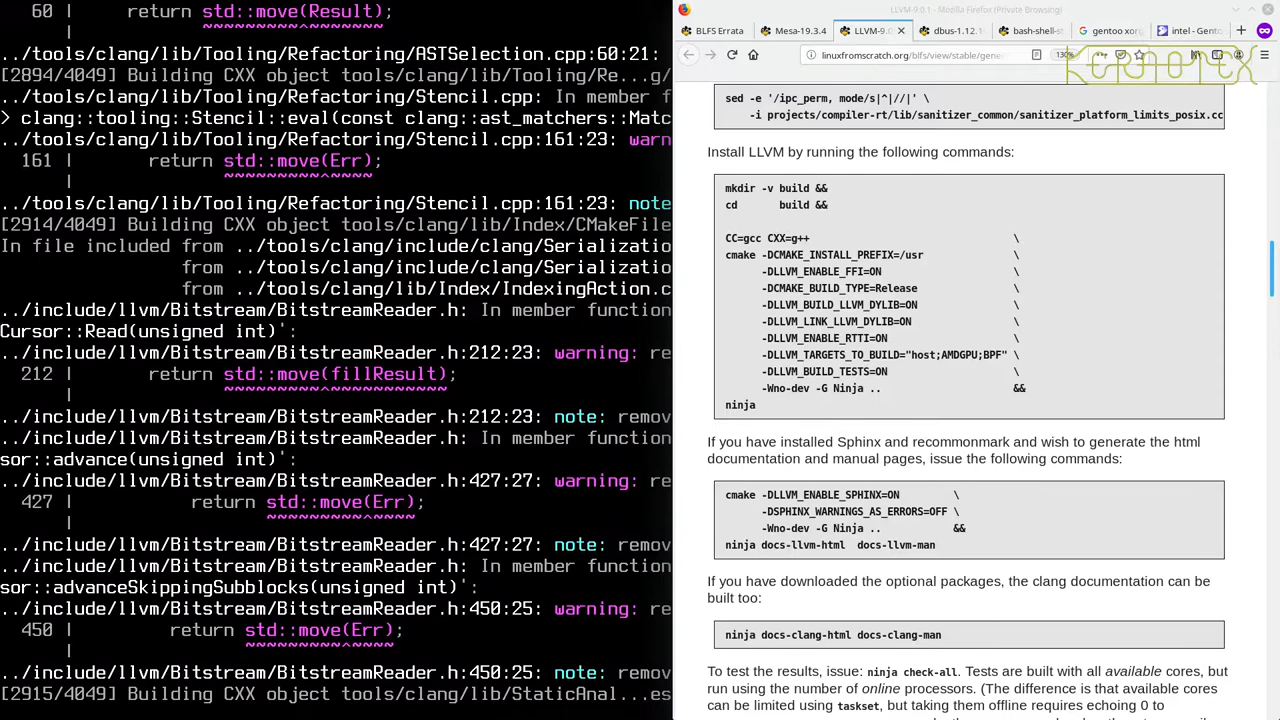 60 |     return std::move(Result);
|            ~~~~~~~~~^~~~~~~~
../tools/clang/lib/Tooling/Refactoring/ASTSelection.cpp:60:21:
[2894/4049] Building CXX object tools/clang/lib/Tooling/Re...g/
../tools/clang/lib/Tooling/Refactoring/Stencil.cpp: In member f
> clang::tooling::Stencil::eval(const clang::ast_matchers::Matc
../tools/clang/lib/Tooling/Refactoring/Stencil.cpp:161:23: warn
161 |       return std::move(Err);
|              ~~~~~~~~~^~~~~
../tools/clang/lib/Tooling/Refactoring/Stencil.cpp:161:23: note
[2914/4049] Building CXX object tools/clang/lib/Index/CMakeFile
In file included from ../tools/clang/include/clang/Serializatio
from ../tools/clang/include/clang/Serializatio
from ../tools/clang/lib/Index/IndexingAction.c
../include/llvm/Bitstream/BitstreamReader.h: In member function
Cursor::Read(unsigned int)':
../include/llvm/Bitstream/BitstreamReader.h:212:23: warning: re
212 |       return std::move(fillResult);
|              ~~~~~~~~~^~~~~~~~~~~~
../include/llvm/Bitstream/BitstreamReader.h:212:23: note: remov
../include/llvm/Bitstream/BitstreamReader.h: In member function
sor::advance(unsigned int)':
../include/llvm/Bitstream/BitstreamReader.h:427:27: warning: re
427 |           return std::move(Err);
|                  ~~~~~~~~~^~~~~
../include/llvm/Bitstream/BitstreamReader.h:427:27: note: remov
../include/llvm/Bitstream/BitstreamReader.h: In member function
sor::advanceSkippingSubblocks(unsigned int)':
../include/llvm/Bitstream/BitstreamReader.h:450:25: warning: re
450 |         return std::move(Err);
|                ~~~~~~~~~^~~~~
../include/llvm/Bitstream/BitstreamReader.h:450:25: note: remov
[2915/4049] Building CXX object tools/clang/lib/StaticAnal...es
LLVM-9.0.1 - Mozilla Firefox (Private Browsing)
BLFS Errata
Mesa-19.3.4
LLVM-9.0
dbus-1.12.1
bash-shell-s
gentoo xorg
intel - Gento
linuxfromscratch.org/blfs/view/stable/gene
130%
KERNOTEX
sed -e '/ipc_perm, mode/s|^|//|' \
-i projects/compiler-rt/lib/sanitizer_common/sanitizer_platform_limits_posix.cc
Install LLVM by running the following commands:
mkdir -v build &&
cd       build &&
CC=gcc CXX=g++                                  \
cmake -DCMAKE_INSTALL_PREFIX=/usr               \
-DLLVM_ENABLE_FFI=ON                      \
-DCMAKE_BUILD_TYPE=Release                \
-DLLVM_BUILD_LLVM_DYLIB=ON                \
-DLLVM_LINK_LLVM_DYLIB=ON                 \
-DLLVM_ENABLE_RTTI=ON                     \
-DLLVM_TARGETS_TO_BUILD="host;AMDGPU;BPF" \
-DLLVM_BUILD_TESTS=ON                     \
-Wno-dev -G Ninja ..                      &&
ninja
If you have installed Sphinx and recommonmark and wish to generate the html
documentation and manual pages, issue the following commands:
cmake -DLLVM_ENABLE_SPHINX=ON         \
-DSPHINX_WARNINGS_AS_ERRORS=OFF \
-Wno-dev -G Ninja ..            &&
ninja docs-llvm-html  docs-llvm-man
If you have downloaded the optional packages, the clang documentation can be
built too:
ninja docs-clang-html docs-clang-man
To test the results, issue: ninja check-all. Tests are built with all available cores, but
run using the number of online processors. (The difference is that available cores
can be limited using taskset, but taking them offline requires echoing 0 to